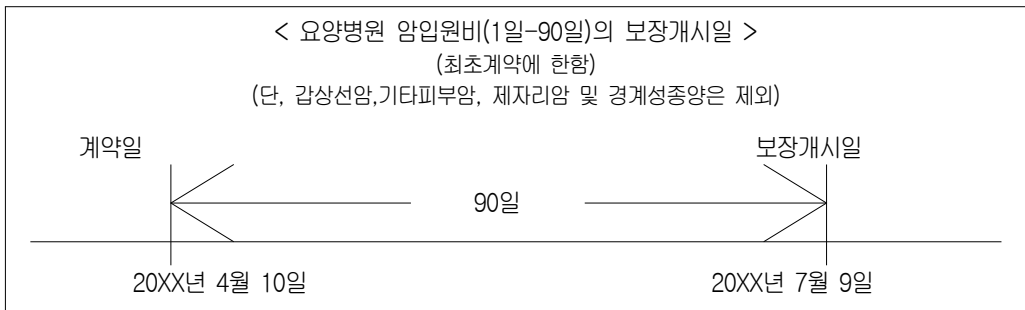 < 요양병원 암입원비(1일-90일)의 보장개시일 >
(최초계약에 한함)
(단, 갑상선암,기타피부암, 제자리암 및 경계성종양은 제외)
계약일 보장개시일
90일
20XX년 4월 10일 20XX년 7월 9일